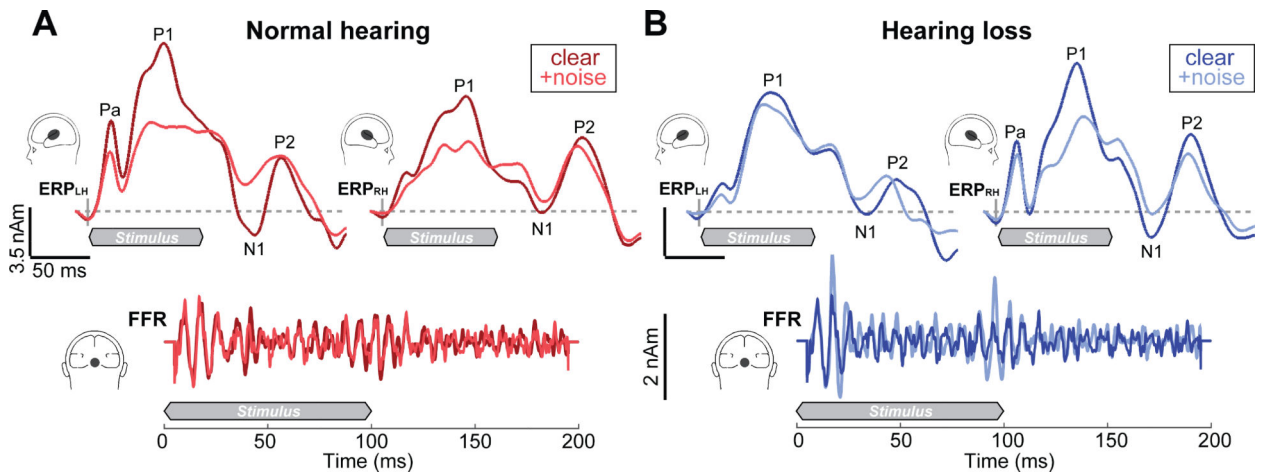 A
Normal hearing
clear
+noise
P1
Pa
P2
N1
ERPLH
Stimulus
3.5 nAm
50 ms
P1
P2
N1
ERPRH
Stimulus
FFR
Stimulus
0 50 100 150 200
Time (ms)
B
Hearing loss
clear
+noise
P1
P2
N1
ERPLH
Stimulus
P1
Pa
P2
N1
ERPRH
Stimulus
FFR
2 nAm
Stimulus
0 50 100 150 200
Time (ms)